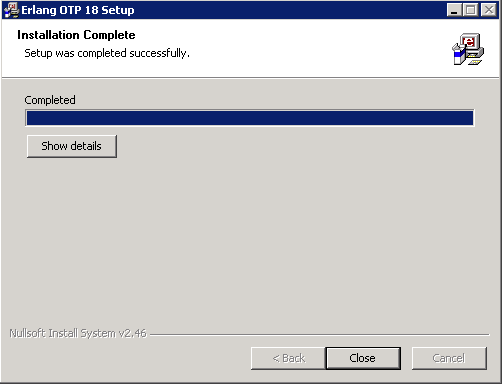 Erlang OTP 18 Setup
Installation Complete
Setup was completed successfully.
Completed
Show details
Nullsoft Install System v2.46
< Back
Close
Cancel